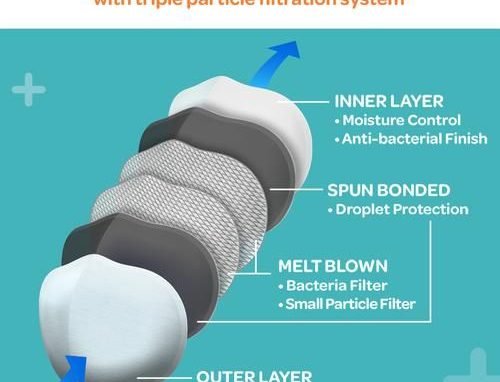 with triple particle filtration system
INNER LAYER
• Moisture Control
• Anti-bacterial Finish
SPUN BONDED
• Droplet Protection
MELT BLOWN
• Bacteria Filter
• Small Particle Filter
OUTER LAYER